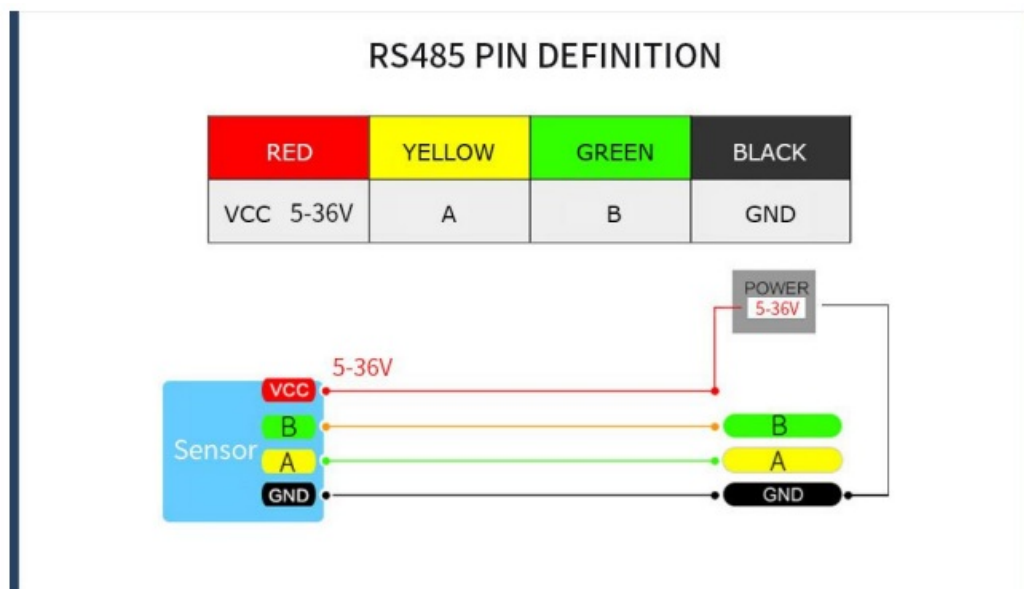 RS485 PIN DEFINITION
RED YELLOW GREEN BLACK
VCC 5-36V A B GND
POWER
5-36V
5-36V
VCC
B B
Sensor
A A
GND GND